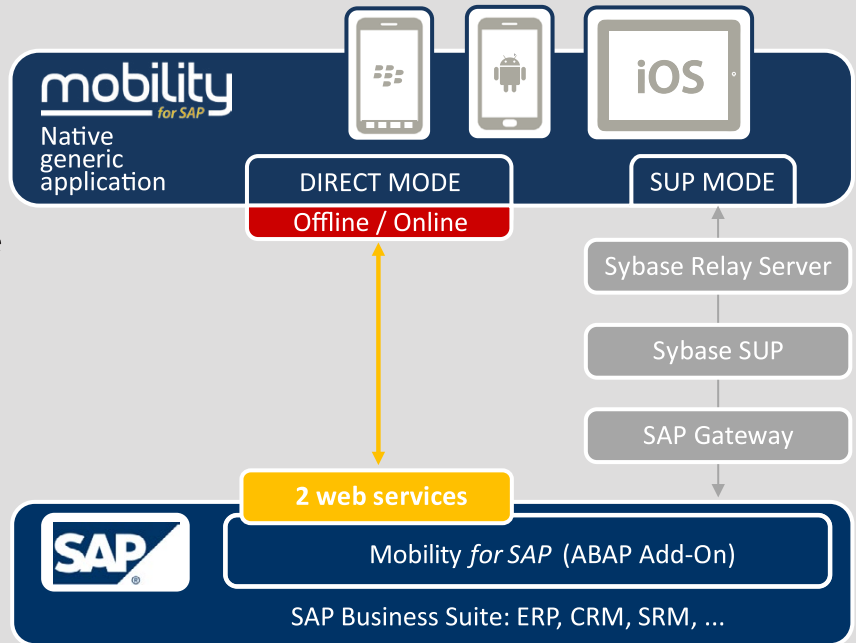 iOS
mobility
for SAP
Native
generic
application
DIRECT MODE
SUP MODE
Offline / Online
Sybase Relay Server
Sybase SUP
SAP Gateway
2 web services
SAP
®
Mobility for SAP (ABAP Add-On)
SAP Business Suite: ERP, CRM, SRM, ...